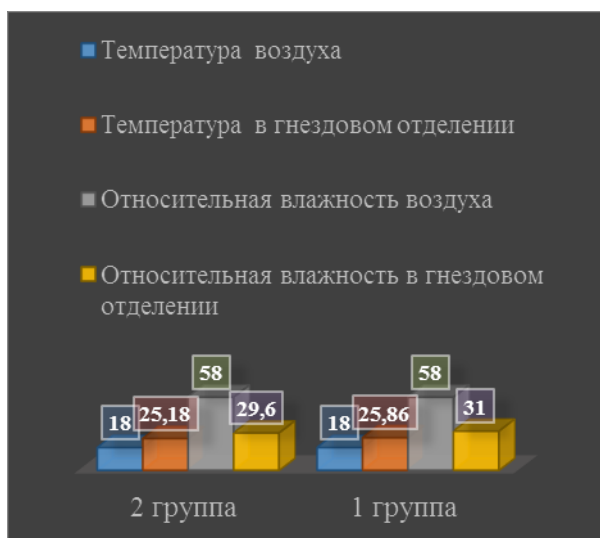 Температура воздуха
Температура в гнездовом отделении
Относительная влажность воздуха
Относительная влажность в гнездовом
отделении
58 58
18 25,18 29,6 18 25,86 31
2 группа 1 группа